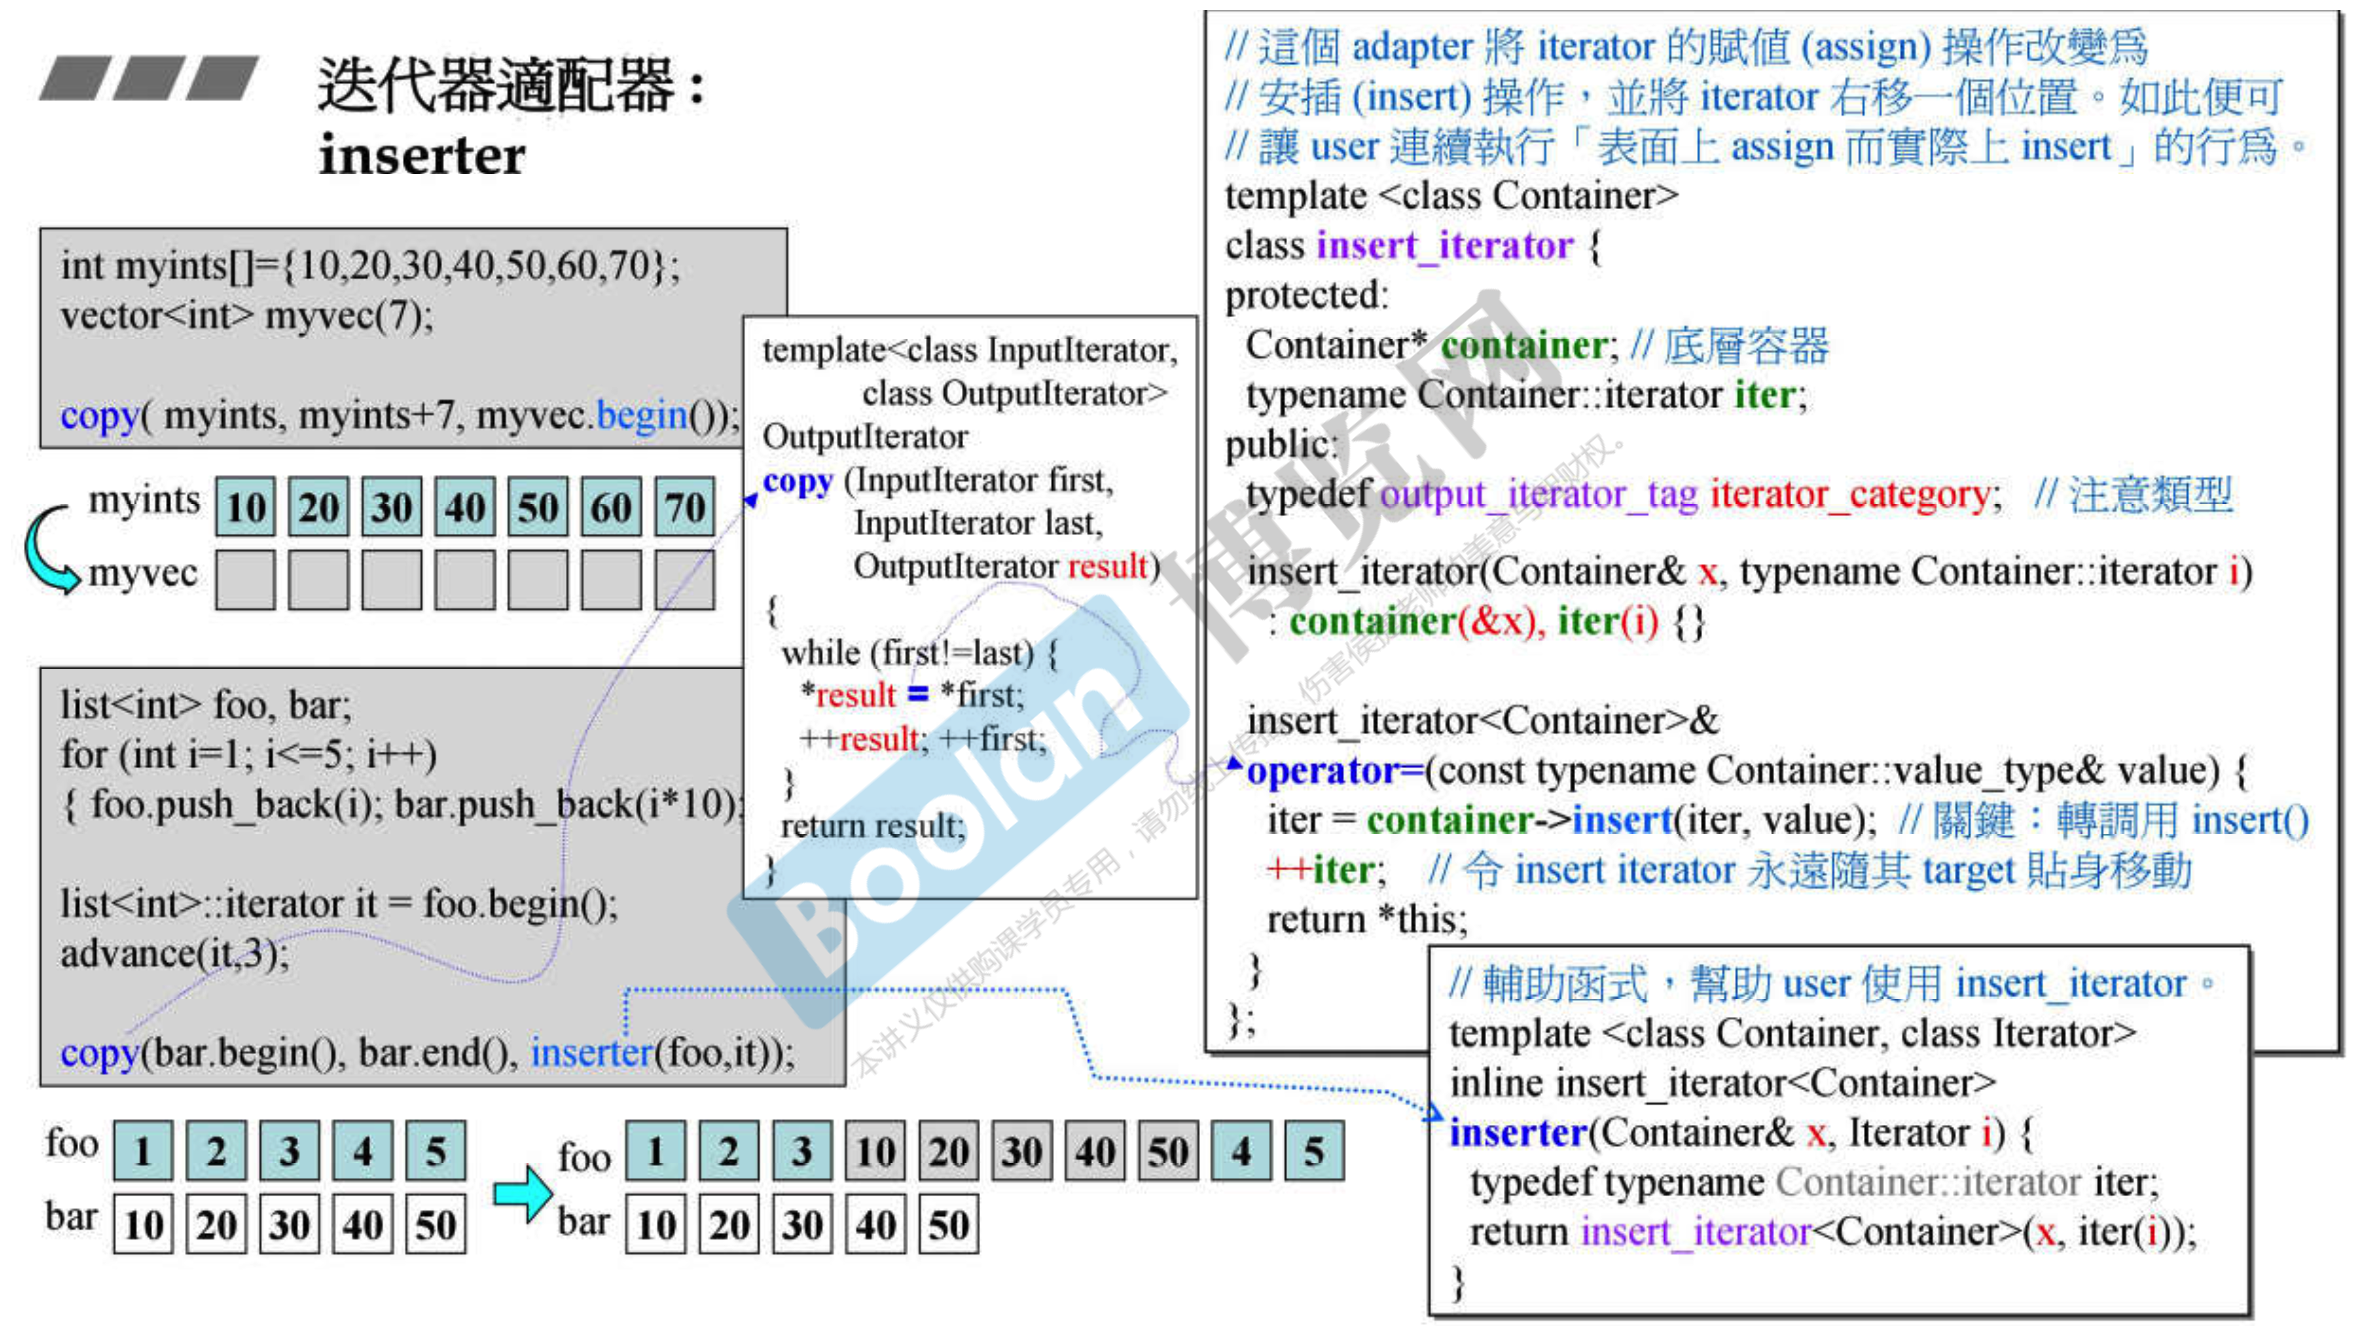 迭代器適配器:
inserter
int myints[]={10,20,30,40,50,60,70};
vector<int> myvec(7);
copy( myints, myints+7, myvec.begin());
myints 10 20 30 40 50 60 70
myvec
list<int> foo, bar;
for (int i=1; i<=5; i++)
{ foo.push_back(i); bar.push_back(i*10);
list<int>::iterator it = foo.begin();
advance(it,3);
copy(bar.begin(), bar.end(), inserter(foo,it));
foo 1 2 3 4 5
bar 10 20 30 40 50
foo 1 2 3 10 20 30 40 50 4 5
bar 10 20 30 40 50
template<class InputIterator,
class OutputIterator>
OutputIterator
copy (InputIterator first,
InputIterator last,
OutputIterator result)
{
while (first!=last) {
*result = *first;
++result; ++first;
}
return result;
}
// 這個 adapter 將 iterator 的賦值 (assign) 操作改變爲
// 安插 (insert) 操作，並將 iterator 右移一個位置。如此便可
// 讓 user 連續執行「表面上 assign 而實際上 insert」的行爲。
template <class Container>
class insert_iterator {
protected:
Container* container; // 底層容器
typename Container::iterator iter;
public:
typedef output_iterator_tag iterator_category; // 注意類型
insert_iterator(Container& x, typename Container::iterator i)
: container(&x), iter(i) {}
insert_iterator<Container>&
operator=(const typename Container::value_type& value) {
iter = container->insert(iter, value); // 關鍵：轉調用 insert()
++iter; // 令 insert iterator 永遠隨其 target 貼身移動
return *this;
}
};
// 輔助函式，幫助 user 使用 insert_iterator。
template <class Container, class Iterator>
inline insert_iterator<Container>
inserter(Container& x, Iterator i) {
typedef typename Container::iterator iter;
return insert_iterator<Container>(x, iter(i));
}
Boolan 博览网
本讲义仅供购课学员专用，请勿线上传播，伤害侯捷老师的美意与知财权。